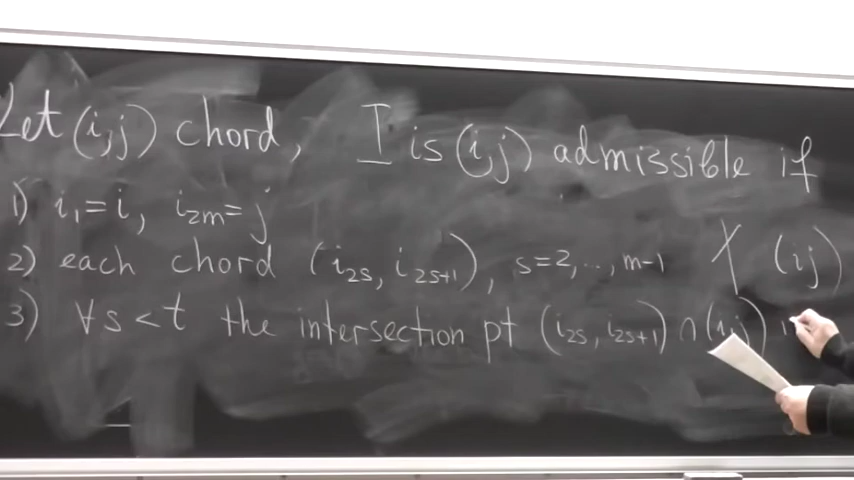 Let (i,j) chord, I is (i,j) admissible if
1) i₁=i, i₂ₘ=j
2) each chord (i₂ₛ, i₂ₛ₊₁), s=2,..., m-1 X (ij)
3) ∀s<t the intersection pt (i₂ₛ, i₂ₛ₊₁) ∩ (i,j)